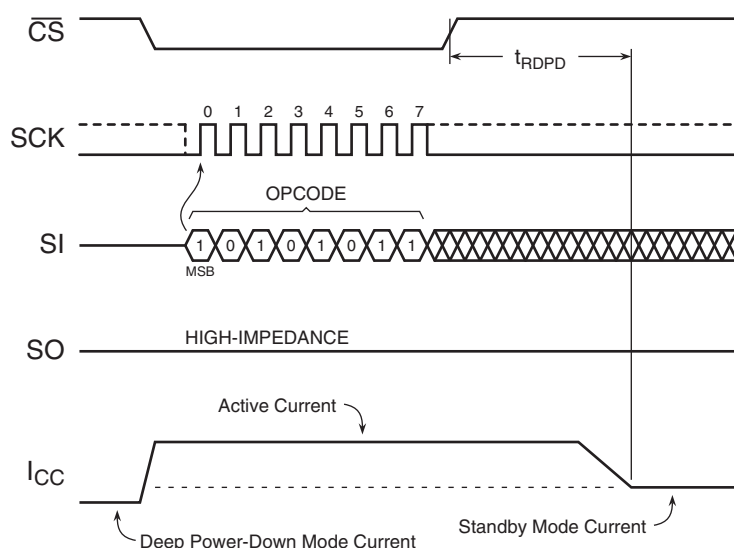 CS
tRDPD
0 1 2 3 4 5 6 7
SCK
OPCODE
SI
1 0 1 0 1 0 1 1
MSB
HIGH-IMPEDANCE
SO
Active Current
ICC
Standby Mode Current
Deep Power-Down Mode Current